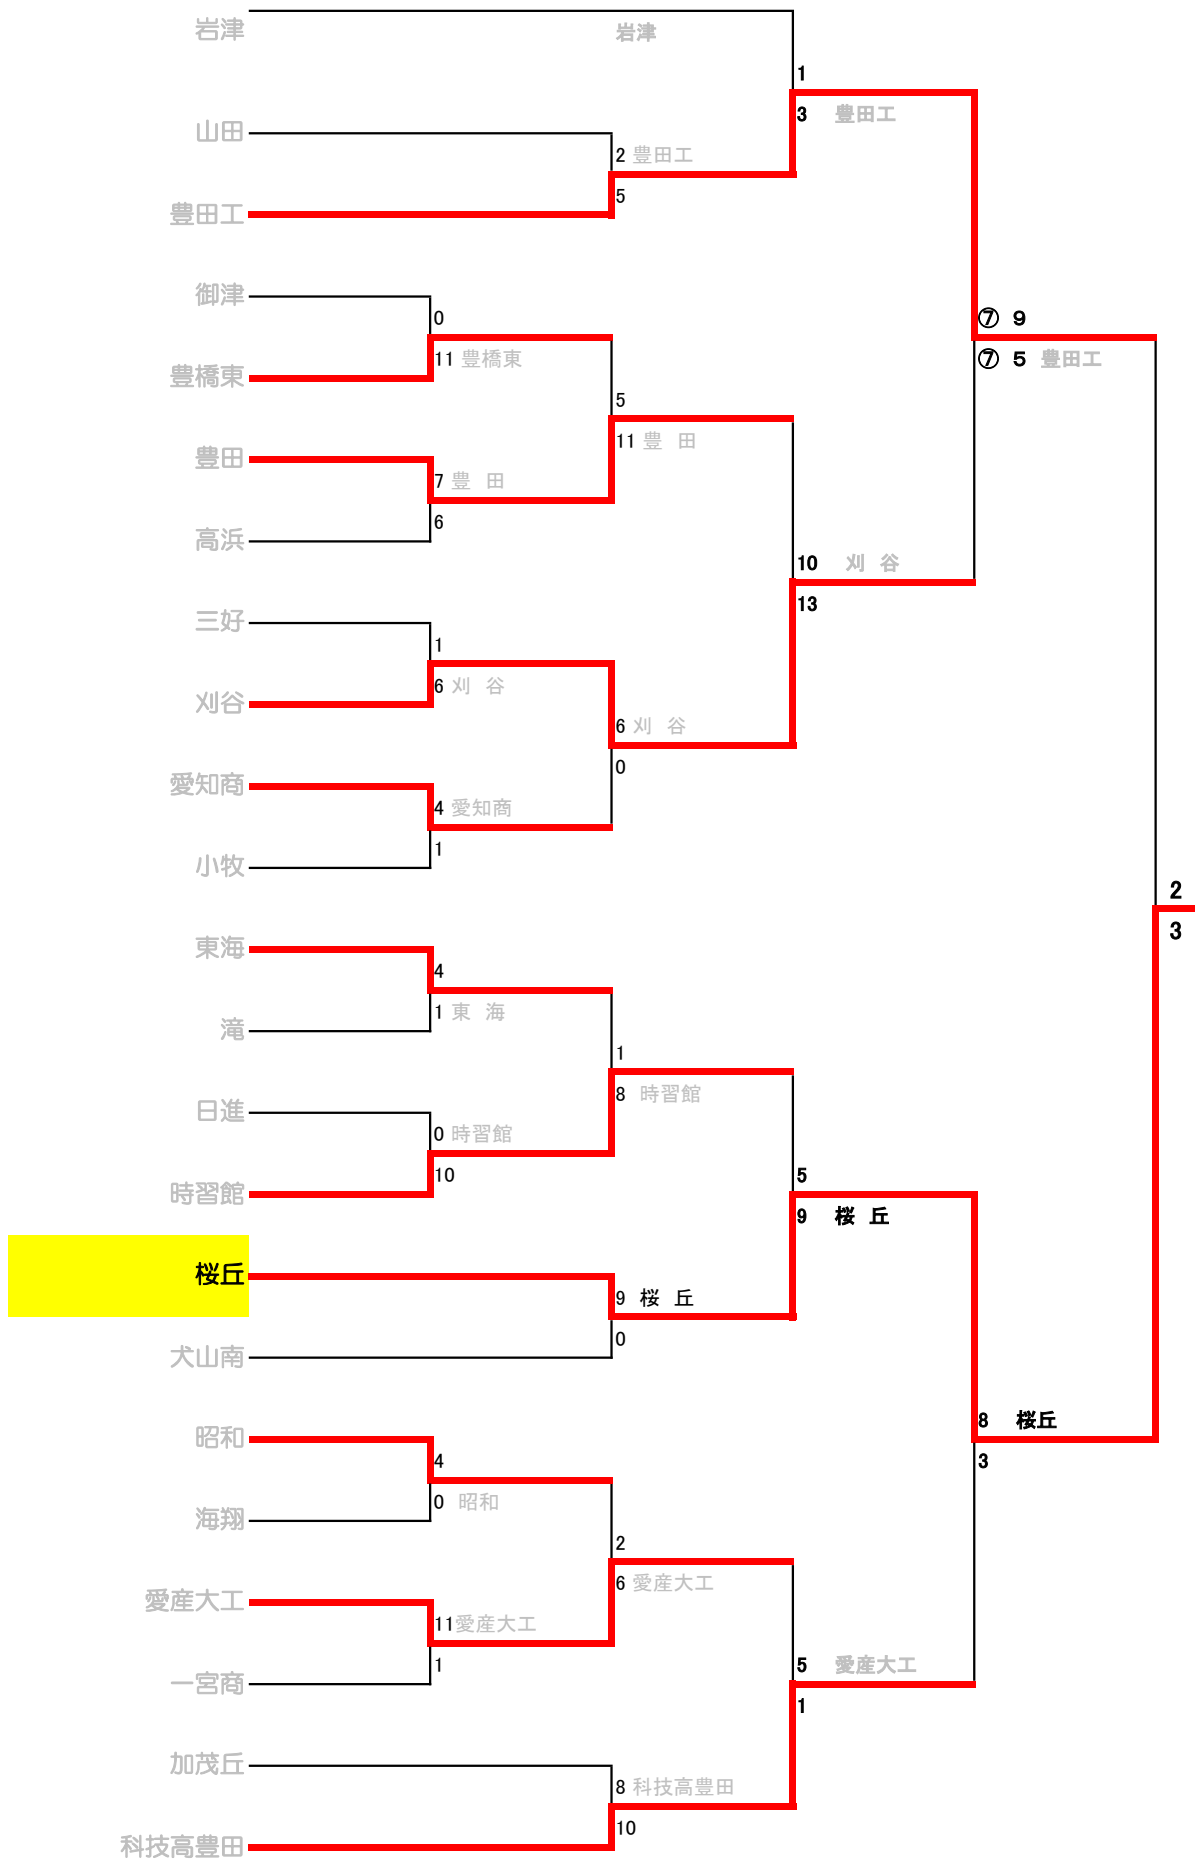 岩津
岩津
1
3 豊田工
山田
2 豊田工
5
豊田工
御津
0
⑦ 9
11 豊橋東
⑦ 5 豊田工
豊橋東
5
11 豊 田
豊田
7 豊 田
6
高浜
10 刈 谷
13
三好
1
6 刈 谷
刈谷
6 刈 谷
0
愛知商
4 愛知商
1
小牧
2
3
東海
4
1 東 海
滝
1
8 時習館
日進
0 時習館
10
時習館
5
9 桜 丘
桜丘
9 桜 丘
0
犬山南
8 桜丘
3
昭和
4
0 昭和
海翔
2
6 愛産大工
愛産大工
11 愛産大工
1
一宮商
5 愛産大工
1
加茂丘
8 科技高豊田
10
科技高豊田